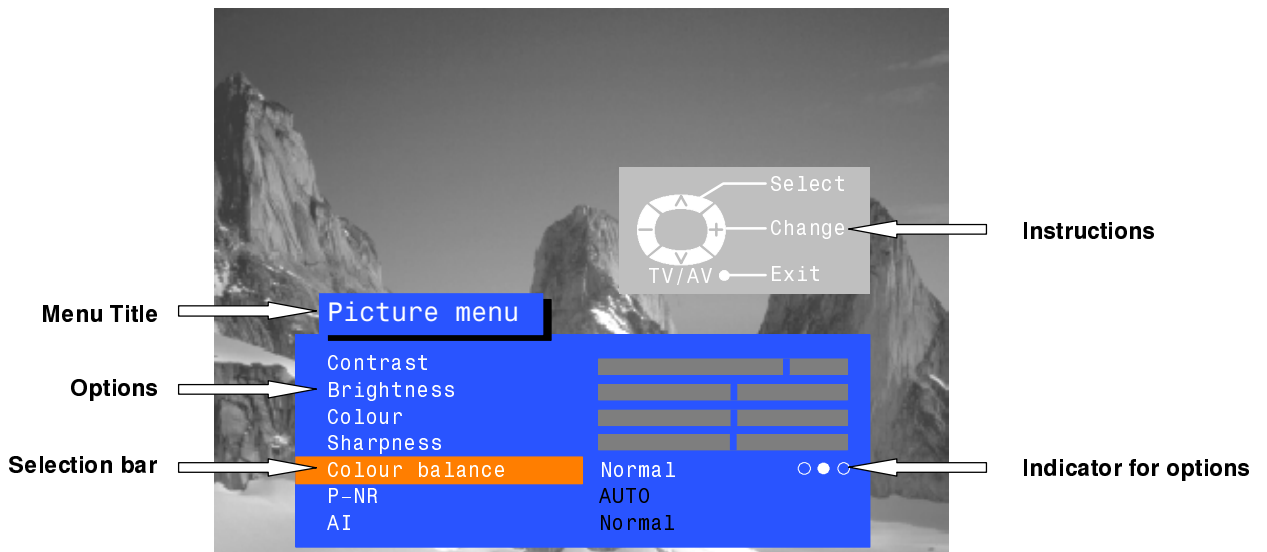 Select
Change
Instructions
TV/AV Exit
Menu Title
Picture menu
Contrast
Options
Brightness
Colour
Sharpness
Selection bar
Colour balance Normal
Indicator for options
P-NR AUTO
AI Normal